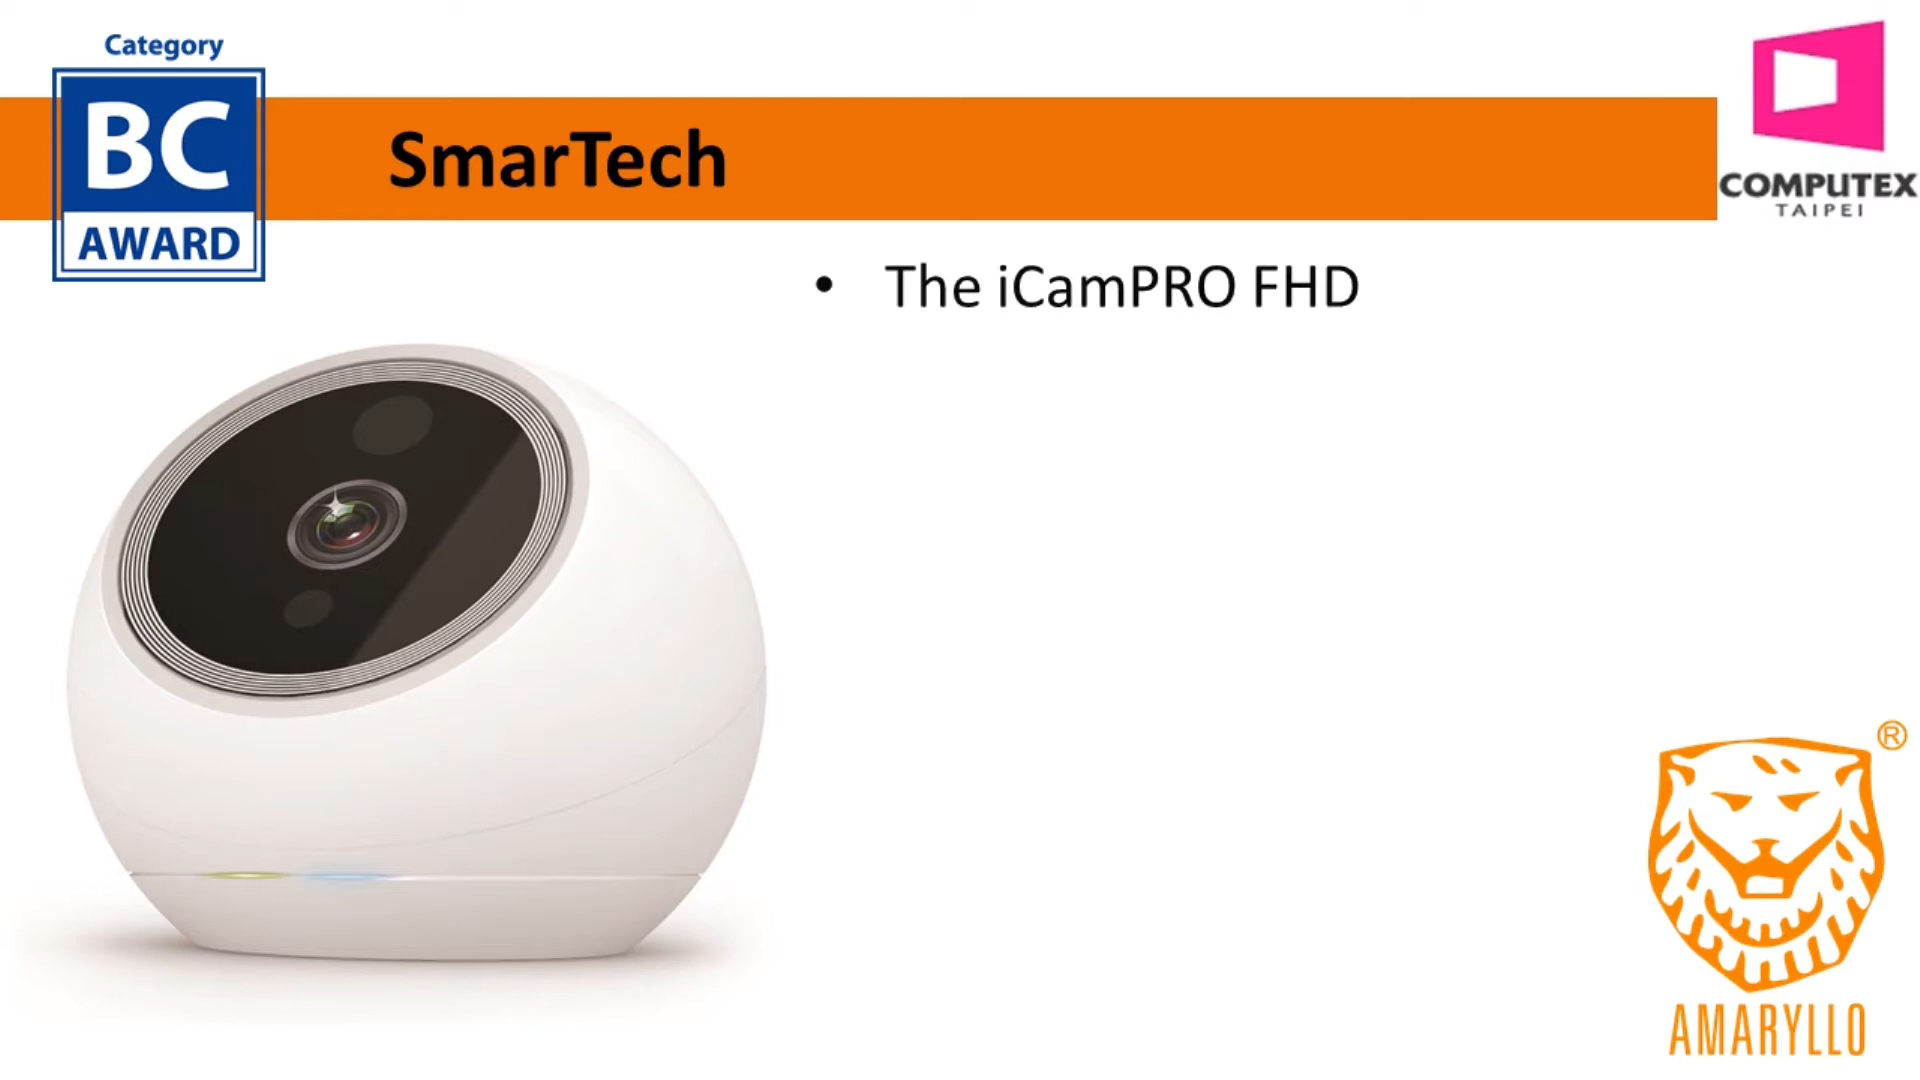 Category
BC
AWARD
SmarTech
COMPUTEX
TAIPEI
• The iCamPRO FHD
®
AMARYLLO